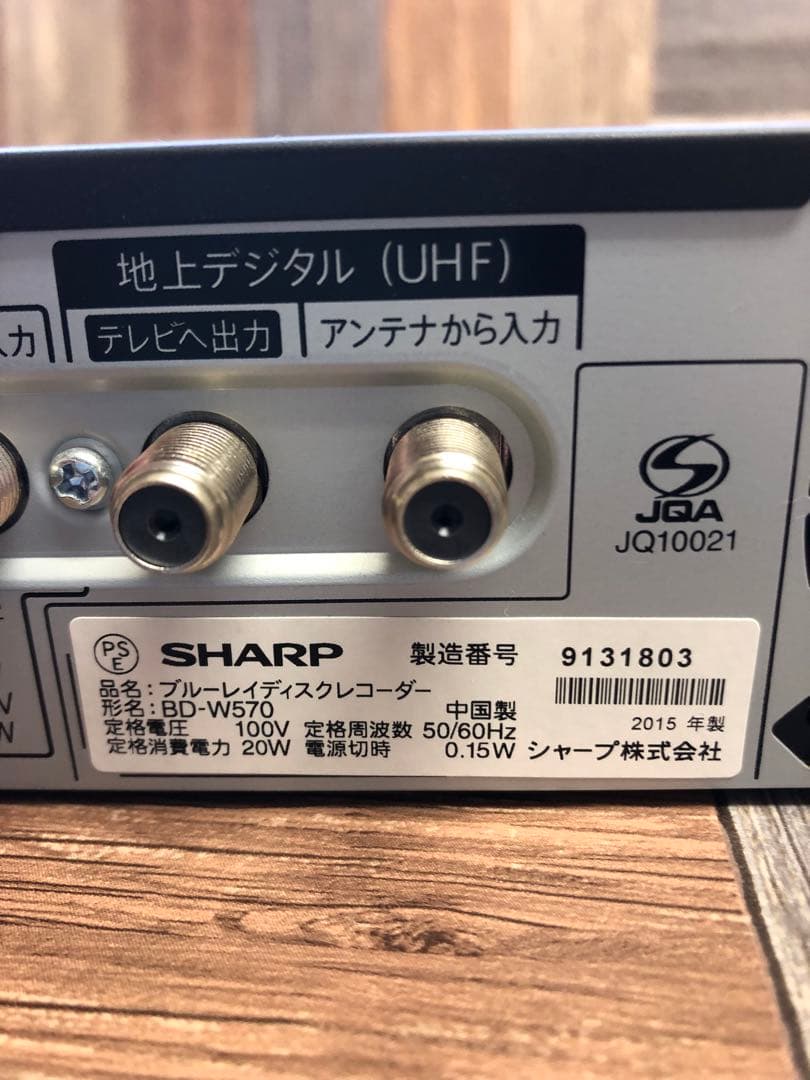 地上デジタル（UHF）
入力
テレビへ出力
アンテナから入力
JQA
JQ10021
PS
E
SHARP 製造番号 9131803
品名：ブルーレイディスクレコーダー
形名：BD-W570 中国製
2015 年製
定格電圧 100V 定格周波数 50/60Hz
定格消費電力 20W 電源切時 0.15W シャープ株式会社
V
N